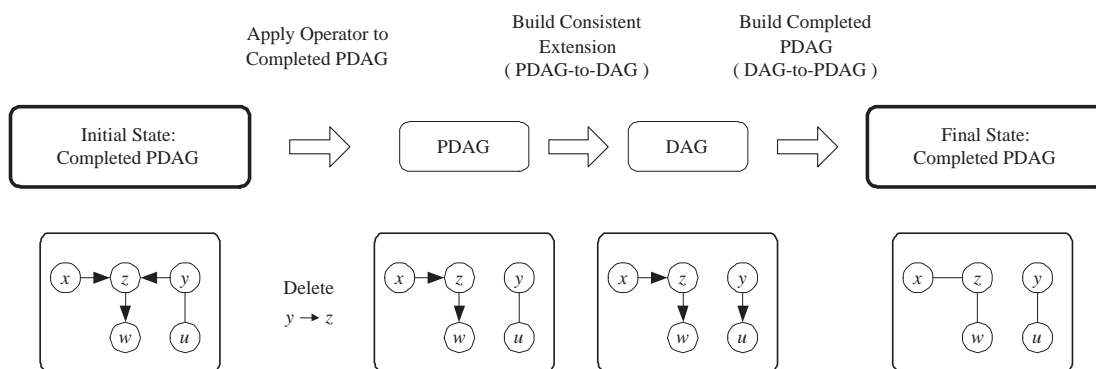 Apply Operator to
Completed PDAG
Build Consistent
Extension
( PDAG-to-DAG )
Build Completed
PDAG
( DAG-to-PDAG )
Initial State:
Completed PDAG
PDAG
DAG
Final State:
Completed PDAG
x z y
w u
Delete
y → z
x z y
w u
x z y
w u
x z y
w u